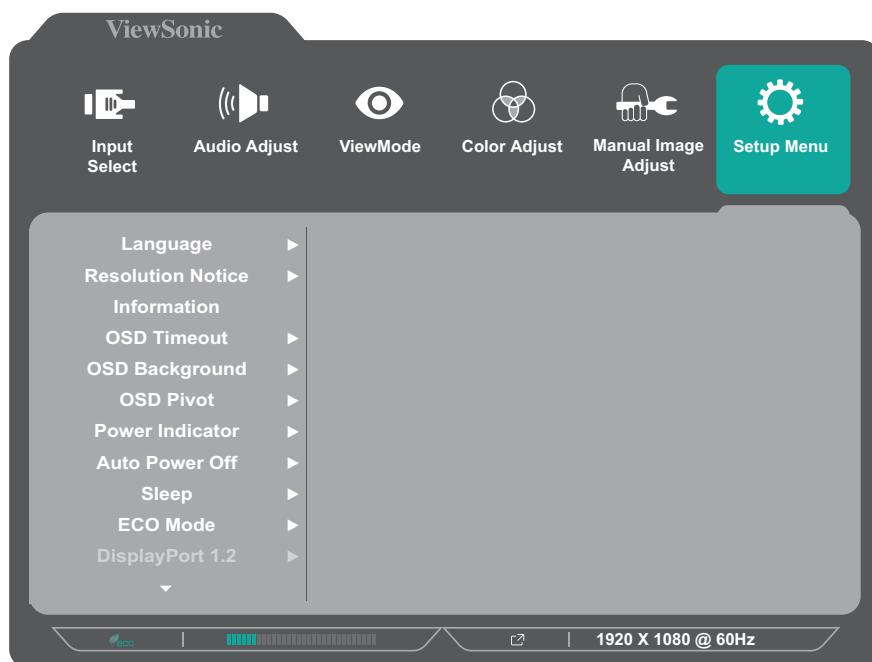 ViewSonic
Input
Select
Audio Adjust
ViewMode
Color Adjust
Manual Image
Adjust
Setup Menu
Language
Resolution Notice
Information
OSD Timeout
OSD Background
OSD Pivot
Power Indicator
Auto Power Off
Sleep
ECO Mode
DisplayPort 1.2
eco
1920 X 1080 @ 60Hz